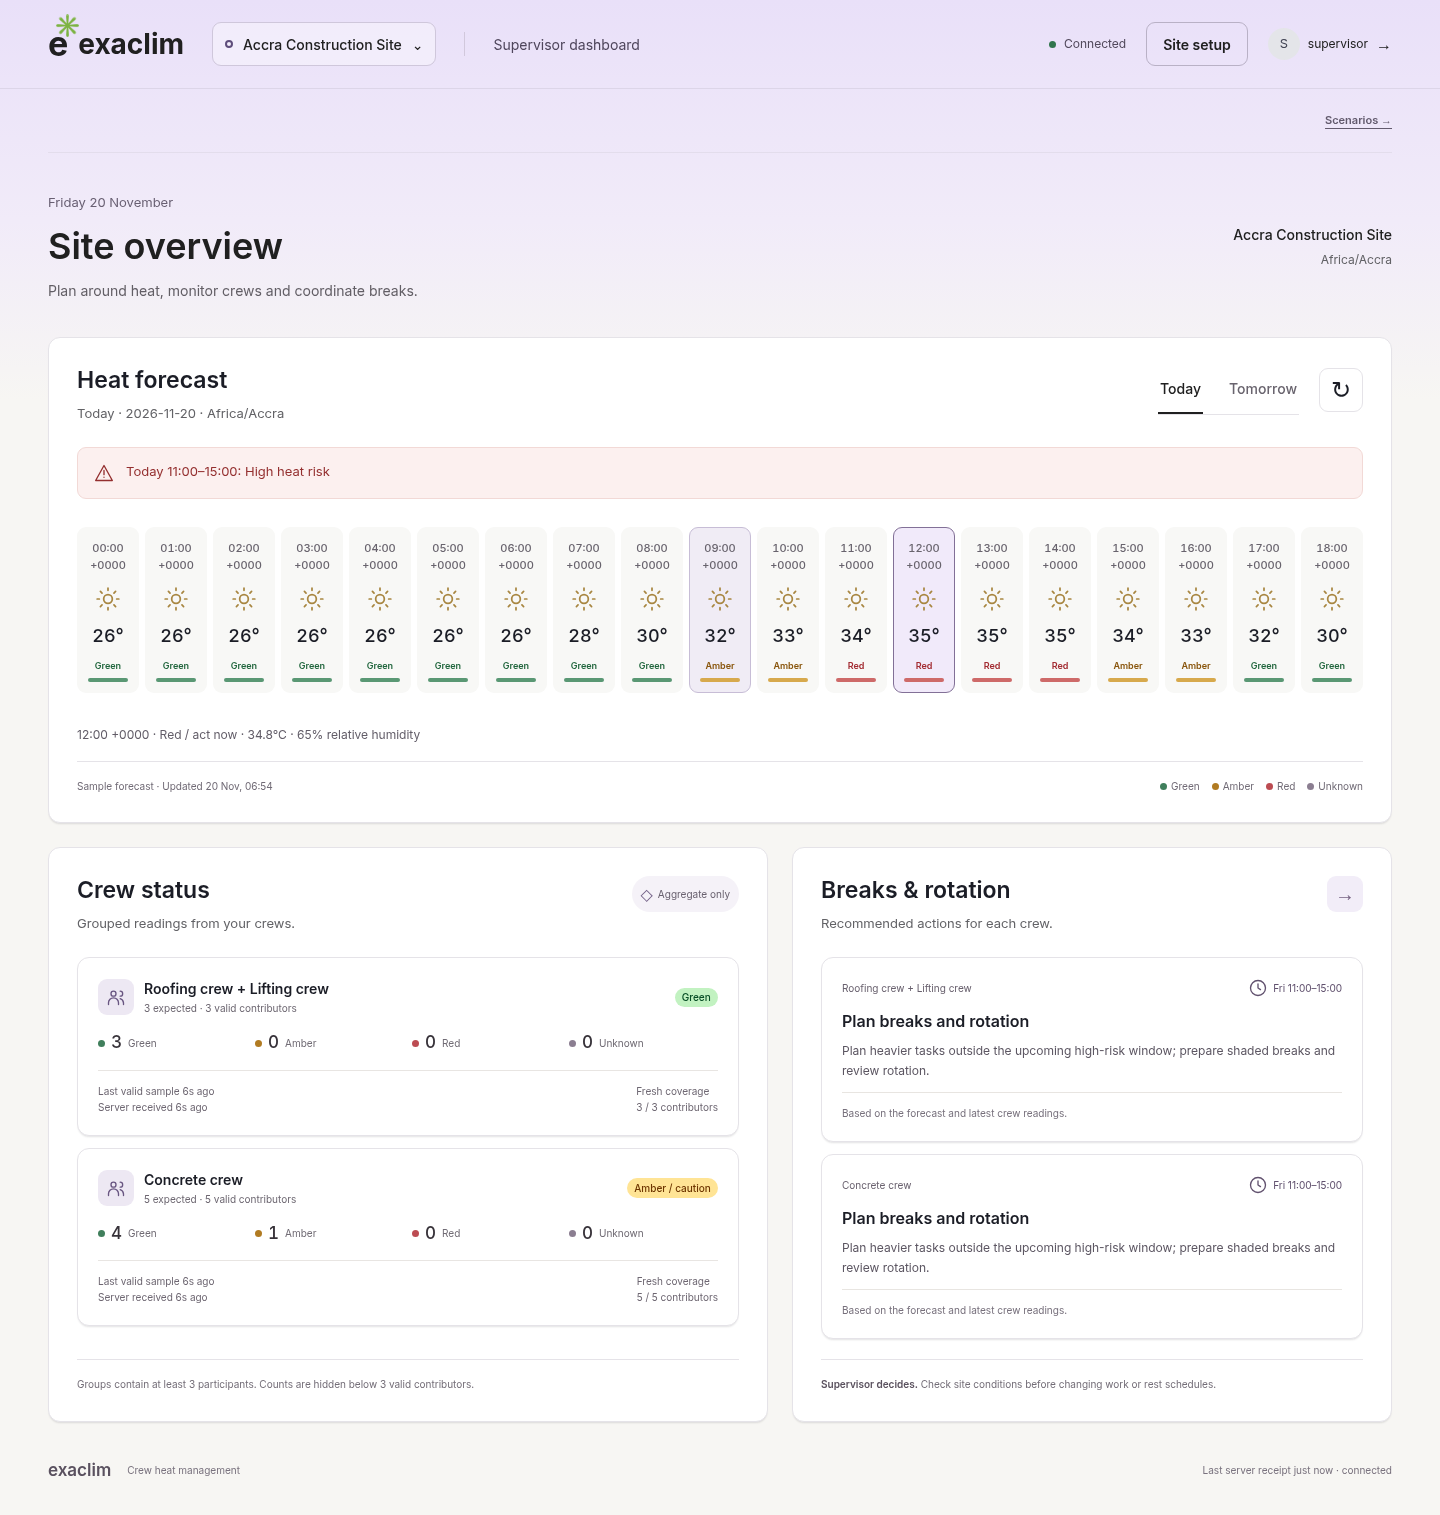 e exaclim
Accra Construction Site
Supervisor dashboard
Connected
Site setup
S
supervisor →
Scenarios →
Friday 20 November
Site overview
Plan around heat, monitor crews and coordinate breaks.
Accra Construction Site
Africa/Accra
Heat forecast
Today · 2026-11-20 · Africa/Accra
Today
Tomorrow
↻
Today 11:00–15:00: High heat risk
00:00 01:00 02:00 03:00 04:00 05:00 06:00 07:00 08:00 09:00 10:00 11:00 12:00 13:00 14:00 15:00 16:00 17:00 18:00
+0000 +0000 +0000 +0000 +0000 +0000 +0000 +0000 +0000 +0000 +0000 +0000 +0000 +0000 +0000 +0000 +0000 +0000 +0000
26° 26° 26° 26° 26° 26° 26° 28° 30° 32° 33° 34° 35° 35° 35° 34° 33° 32° 30°
Green Green Green Green Green Green Green Green Green Amber Amber Red Red Red Red Amber Amber Green Green
12:00 +0000 · Red / act now · 34.8°C · 65% relative humidity
Sample forecast · Updated 20 Nov, 06:54
Green Amber Red Unknown
Crew status
Grouped readings from your crews.
◇ Aggregate only
Roofing crew + Lifting crew
3 expected · 3 valid contributors
Green
3 Green 0 Amber 0 Red 0 Unknown
Last valid sample 6s ago
Server received 6s ago
Fresh coverage
3 / 3 contributors
Concrete crew
5 expected · 5 valid contributors
Amber / caution
4 Green 1 Amber 0 Red 0 Unknown
Last valid sample 6s ago
Server received 6s ago
Fresh coverage
5 / 5 contributors
Groups contain at least 3 participants. Counts are hidden below 3 valid contributors.
Breaks & rotation
Recommended actions for each crew.
→
Roofing crew + Lifting crew
Fri 11:00–15:00
Plan breaks and rotation
Plan heavier tasks outside the upcoming high-risk window; prepare shaded breaks and
review rotation.
Based on the forecast and latest crew readings.
Concrete crew
Fri 11:00–15:00
Plan breaks and rotation
Plan heavier tasks outside the upcoming high-risk window; prepare shaded breaks and
review rotation.
Based on the forecast and latest crew readings.
Supervisor decides. Check site conditions before changing work or rest schedules.
exaclim
Crew heat management
Last server receipt just now · connected